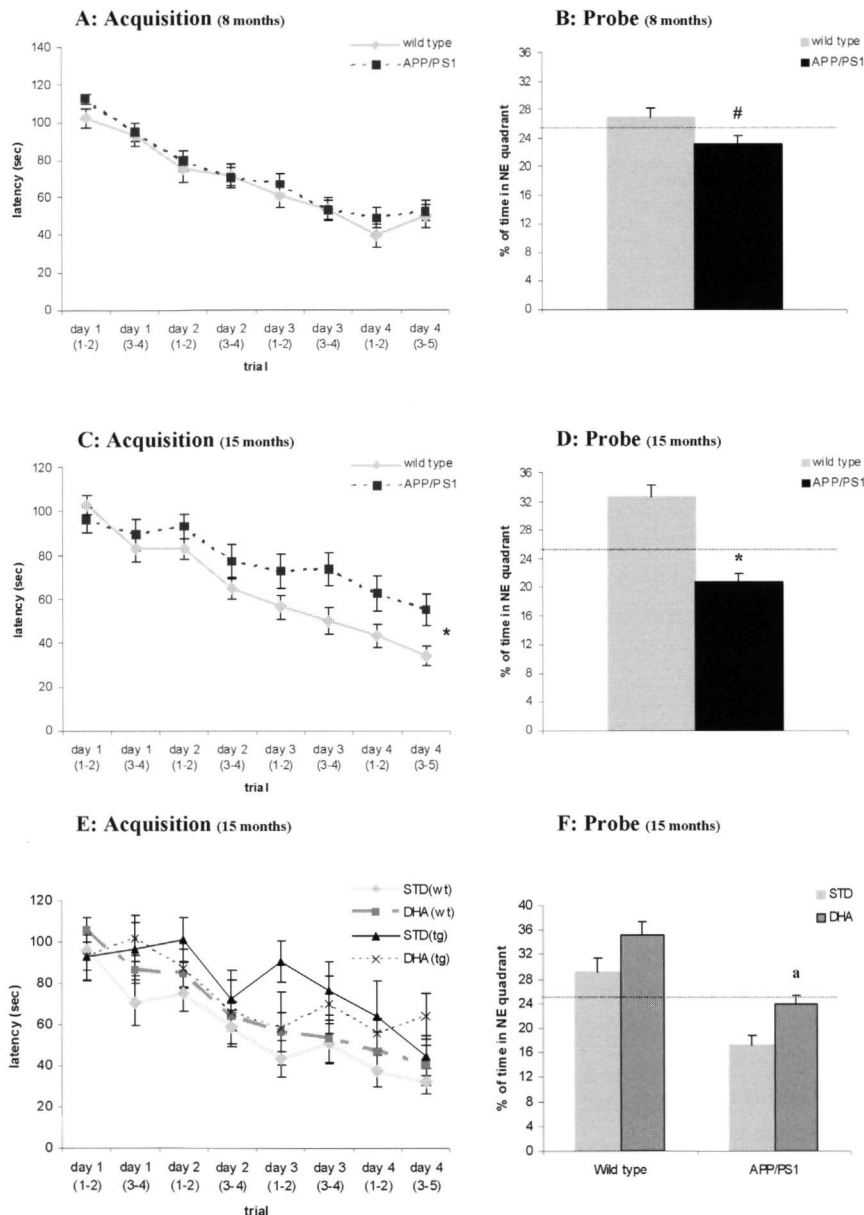 A: Acquisition (8 months)
wild type
APP/PS1
140
120
100
80
60
40
20
0
latency (sec)
day 1 day 1 day 2 day 2 day 3 day 3 day 4 day 4
(1-2) (3-4) (1-2) (3-4) (1-2) (3-4) (1-2) (3-5)
trial
B: Probe (8 months)
wild type
APP/PS1
36
32
28
24
20
16
12
8
4
0
% of time in NE quadrant
#
C: Acquisition (15 months)
wild type
APP/PS1
120
100
80
60
40
20
0
latency (sec)
*
day 1 day 1 day 2 day 2 day 3 day 3 day 4 day 4
(1-2) (3-4) (1-2) (3-4) (1-2) (3-4) (1-2) (3-5)
trial
D: Probe (15 months)
wild type
APP/PS1
36
32
28
24
20
16
12
8
4
0
% of time in NE quadrant
*
E: Acquisition (15 months)
STD(wt)
DHA(wt)
STD(tg)
DHA(tg)
120
100
80
60
40
20
0
latency (sec)
day 1 day 1 day 2 day 2 day 3 day 3 day 4 day 4
(1-2) (3-4) (1-2) (3-4) (1-2) (3-4) (1-2) (3-5)
trial
F: Probe (15 months)
STD
DHA
40
36
32
28
24
20
16
12
8
4
0
% of time in NE quadrant
a
Wild type APP/PS1